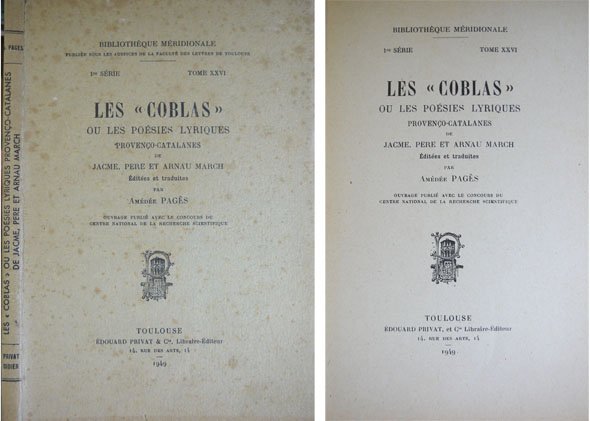 A. PAGÈS
LES « COBLAS » OU LES POÉSIES LYRIQUES PROVENÇO-CATALANES
DE JACME, PERE ET ARNAU MARCH
PRIVAT
DIDIER
BIBLIOTHÈQUE MÉRIDIONALE
PUBLIÉE SOUS LES AUSPICES DE LA FACULTÉ DES LETTRES DE TOULOUSE
1re SÉRIE TOME XXVI
LES « COBLAS »
OU LES POÉSIES LYRIQUES
PROVENÇO-CATALANES
DE
JACME, PERE ET ARNAU MARCH
Éditées et traduites
PAR
AMÉDÉE PAGÈS
OUVRAGE PUBLIÉ AVEC LE CONCOURS DU
CENTRE NATIONAL DE LA RECHERCHE SCIENTIFIQUE
TOULOUSE
ÉDOUARD PRIVAT & Cie, Libraire-Éditeur
14, RUE DES ARTS, 14
1949
BIBLIOTHÈQUE MÉRIDIONALE
1re SÉRIE TOME XXVI
LES « COBLAS »
OU LES POÉSIES LYRIQUES
PROVENÇO-CATALANES
DE
JACME, PERE ET ARNAU MARCH
Éditées et traduites
PAR
AMÉDÉE PAGÈS
OUVRAGE PUBLIÉ AVEC LE CONCOURS DU
CENTRE NATIONAL DE LA RECHERCHE SCIENTIFIQUE
TOULOUSE
ÉDOUARD PRIVAT, et Cie Libraire-Éditeur
14, RUE DES ARTS, 14
1949